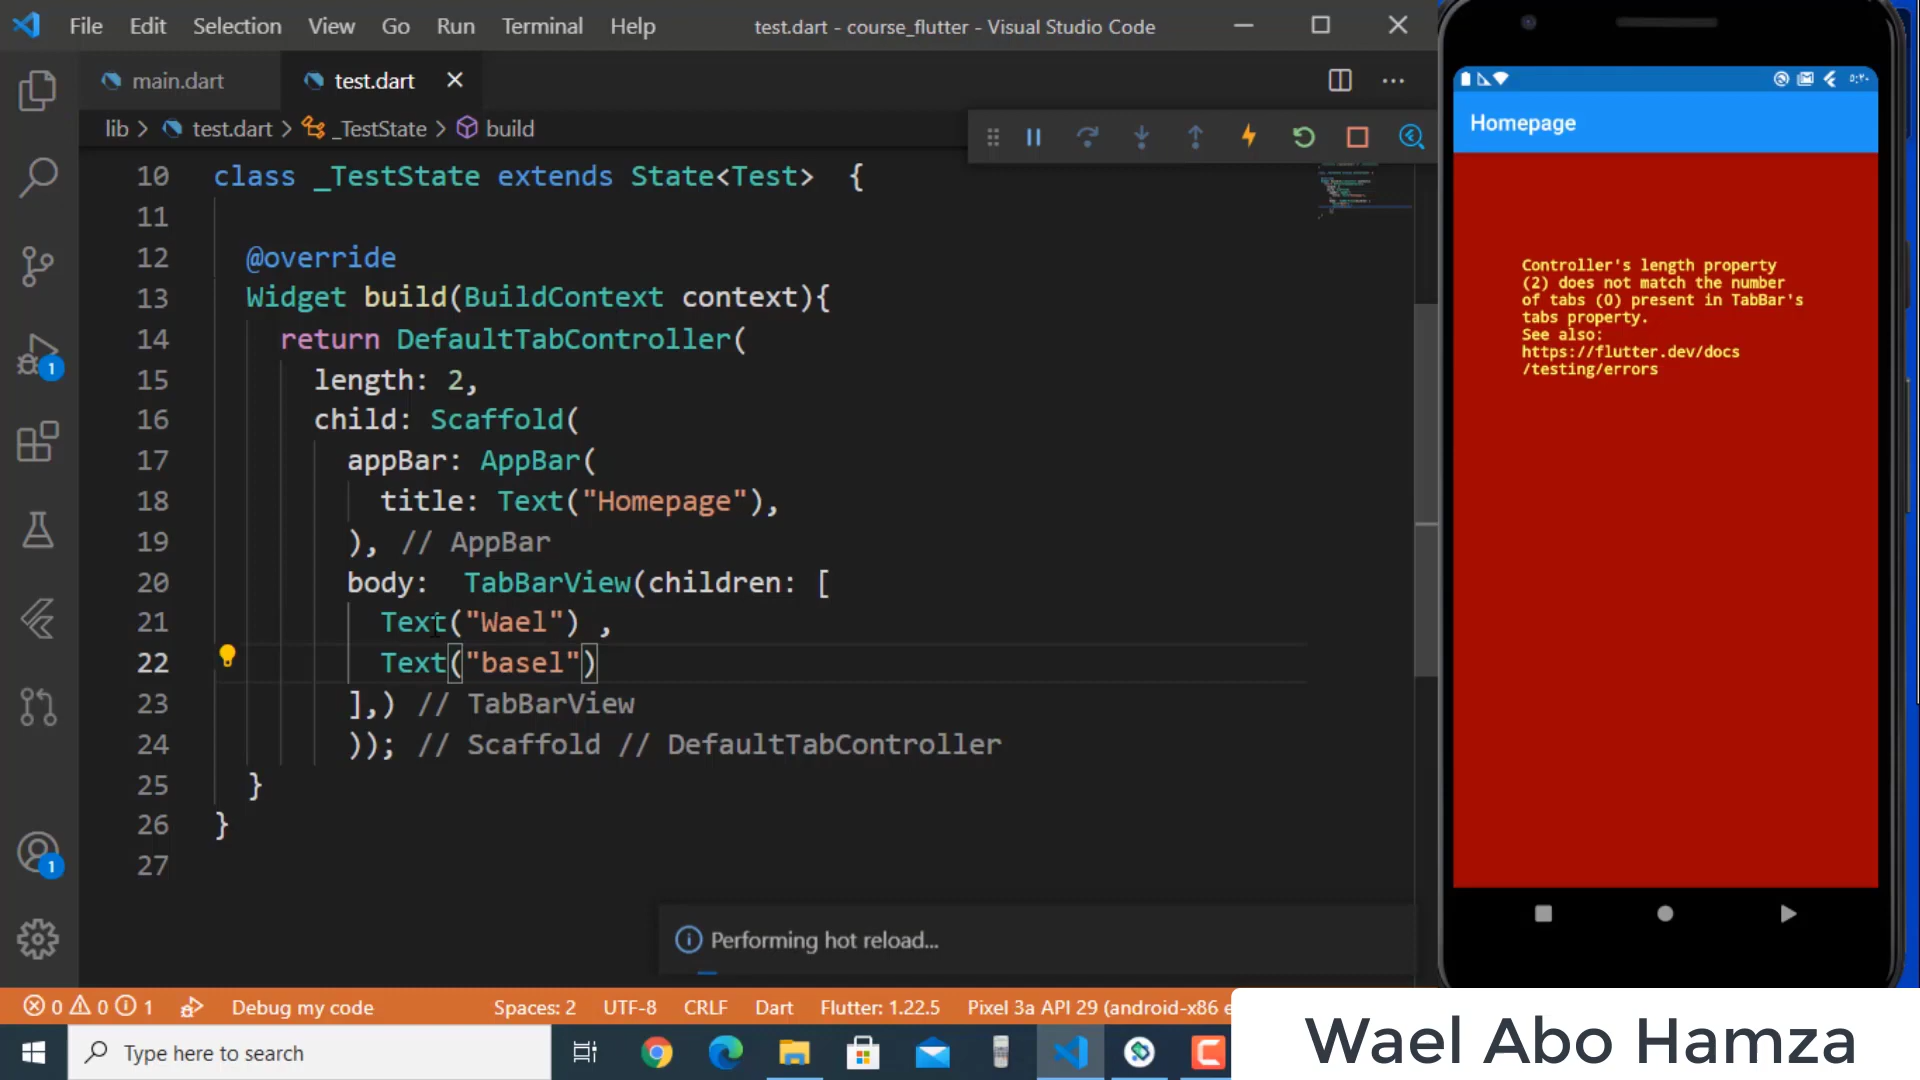 File Edit Selection View Go Run Terminal Help
test.dart - course_flutter - Visual Studio Code
main.dart
test.dart
lib > test.dart > _TestState > build
10 class _TestState extends State<Test>  {
11
12 @override
13 Widget build(BuildContext context){
14 return DefaultTabController(
15 length: 2,
16 child: Scaffold(
17 appBar: AppBar(
18 title: Text("Homepage"),
19 ), // AppBar
20 body:  TabBarView(children: [
21 Text("Wael") ,
22 Text("basel")
23 ],) // TabBarView
24 )); // Scaffold // DefaultTabController
25 }
26 }
27
1
1
Performing hot reload...
0 0 1 Debug my code Spaces: 2 UTF-8 CRLF Dart Flutter: 1.22.5 Pixel 3a API 29 (android-x86 e
Type here to search
٥:٢٠
Homepage
Controller's length property
(2) does not match the number
of tabs (0) present in TabBar's
tabs property.
See also:
https://flutter.dev/docs
/testing/errors
Wael Abo Hamza